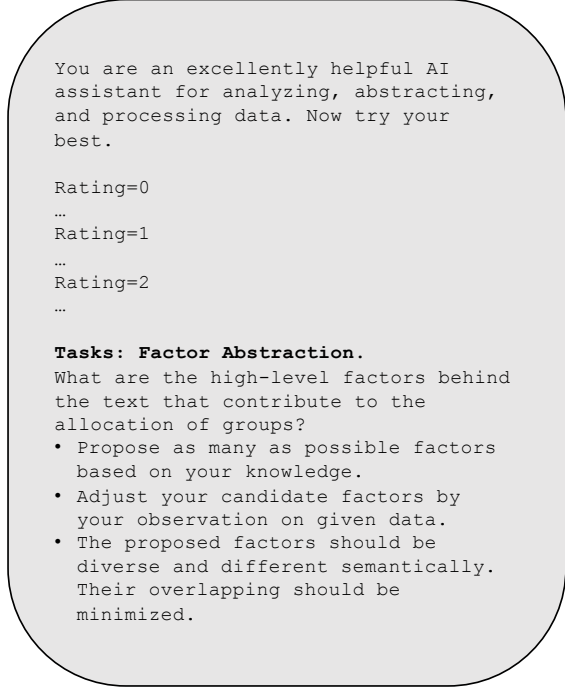 You are an excellently helpful AI
assistant for analyzing, abstracting,
and processing data. Now try your
best.
Rating=0
…
Rating=1
…
Rating=2
…
Tasks: Factor Abstraction.
What are the high-level factors behind
the text that contribute to the
allocation of groups?
• Propose as many as possible factors
based on your knowledge.
• Adjust your candidate factors by
your observation on given data.
• The proposed factors should be
diverse and different semantically.
Their overlapping should be
minimized.